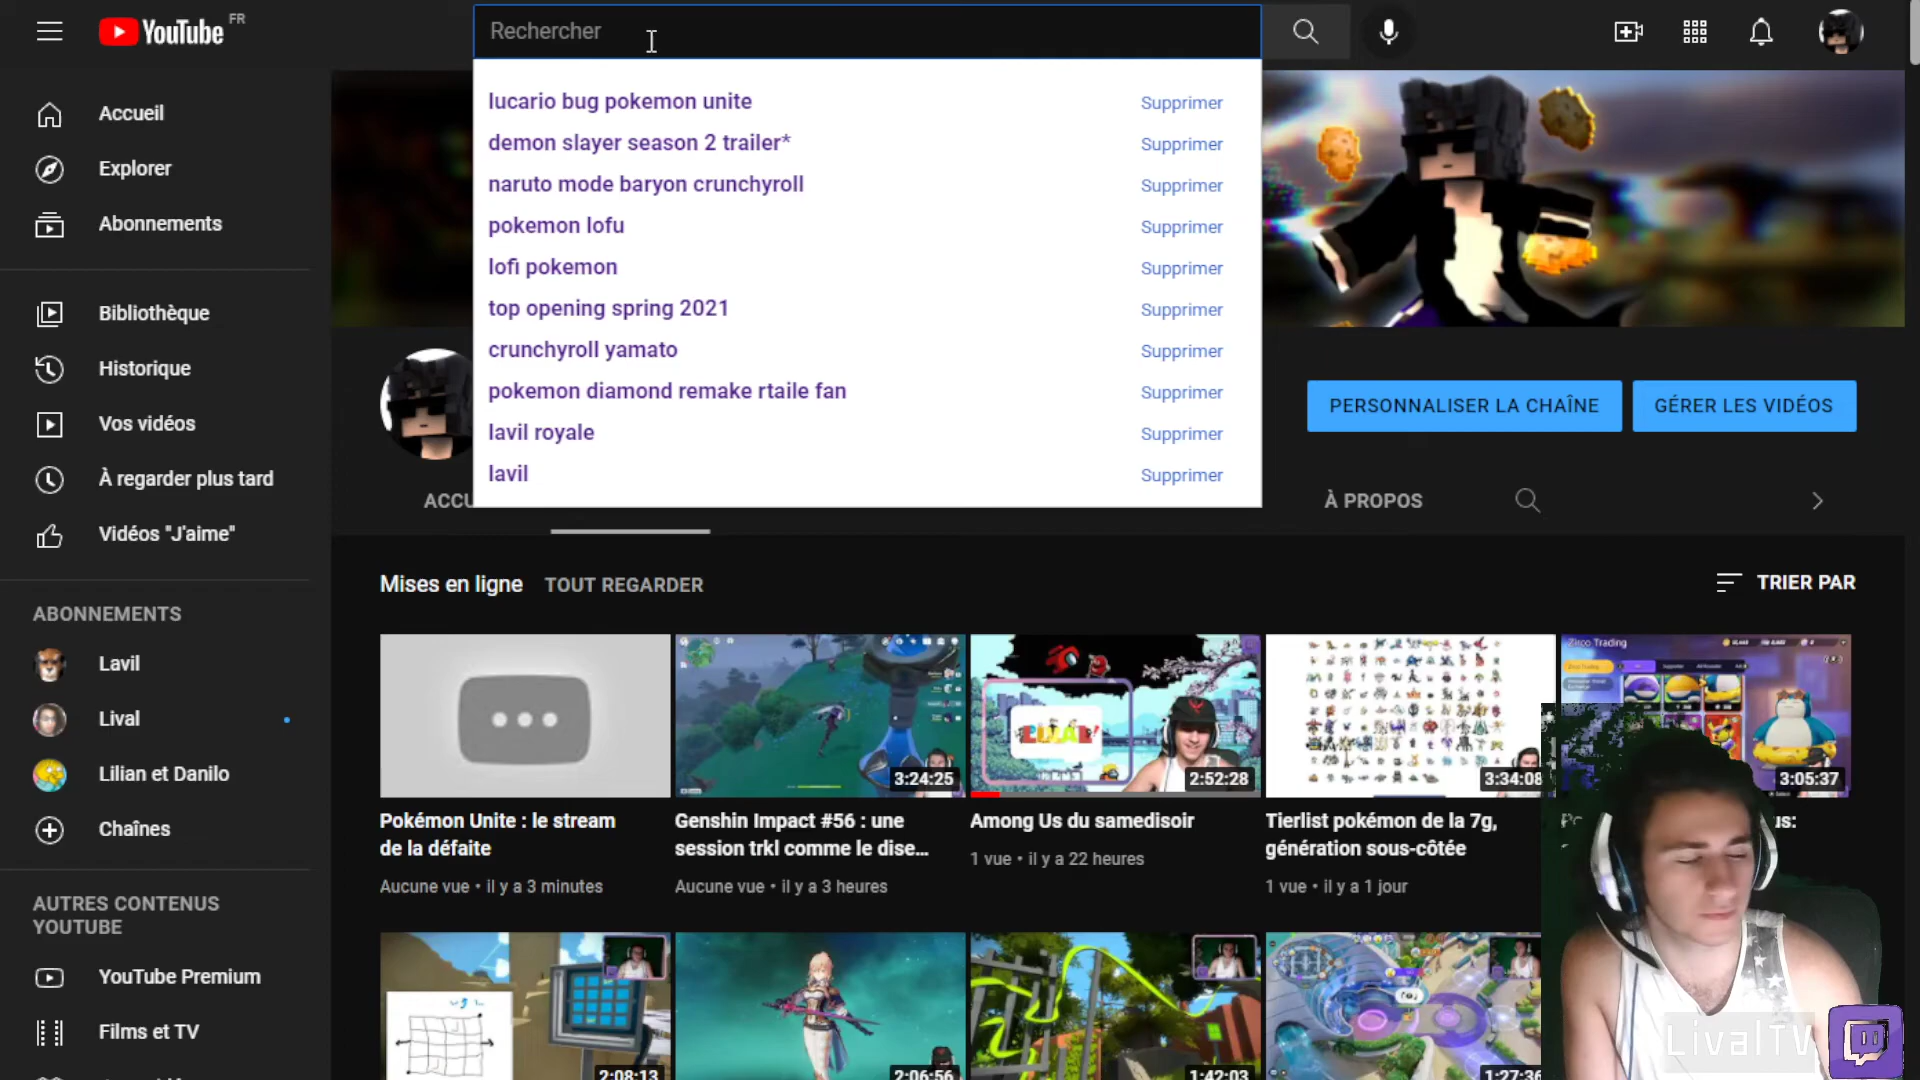 YouTube FR
Rechercher
lucario bug pokemon unite Supprimer
demon slayer season 2 trailer* Supprimer
naruto mode baryon crunchyroll Supprimer
pokemon lofu Supprimer
lofi pokemon Supprimer
top opening spring 2021 Supprimer
crunchyroll yamato Supprimer
pokemon diamond remake rtaile fan Supprimer
lavil royale Supprimer
lavil Supprimer
Accueil
Explorer
Abonnements
Bibliothèque
Historique
Vos vidéos
À regarder plus tard
Vidéos "J'aime"
ABONNEMENTS
Lavil
Lival
Lilian et Danilo
Chaînes
AUTRES CONTENUS
YOUTUBE
YouTube Premium
Films et TV
PERSONNALISER LA CHAÎNE
GÉRER LES VIDÉOS
ACCU
À PROPOS
Mises en ligne TOUT REGARDER
TRIER PAR
3:24:25
2:52:28
3:34:08
Zirco Trading
3:05:37
Pokémon Unite : le stream
de la défaite
Aucune vue • il y a 3 minutes
Genshin Impact #56 : une
session trkl comme le dise...
Aucune vue • il y a 3 heures
Among Us du samedisoir
1 vue • il y a 22 heures
Tierlist pokémon de la 7g,
génération sous-côtée
1 vue • il y a 1 jour
us:
2:08:13
2:06:56
1:42:03
1:27:36
LivalTV